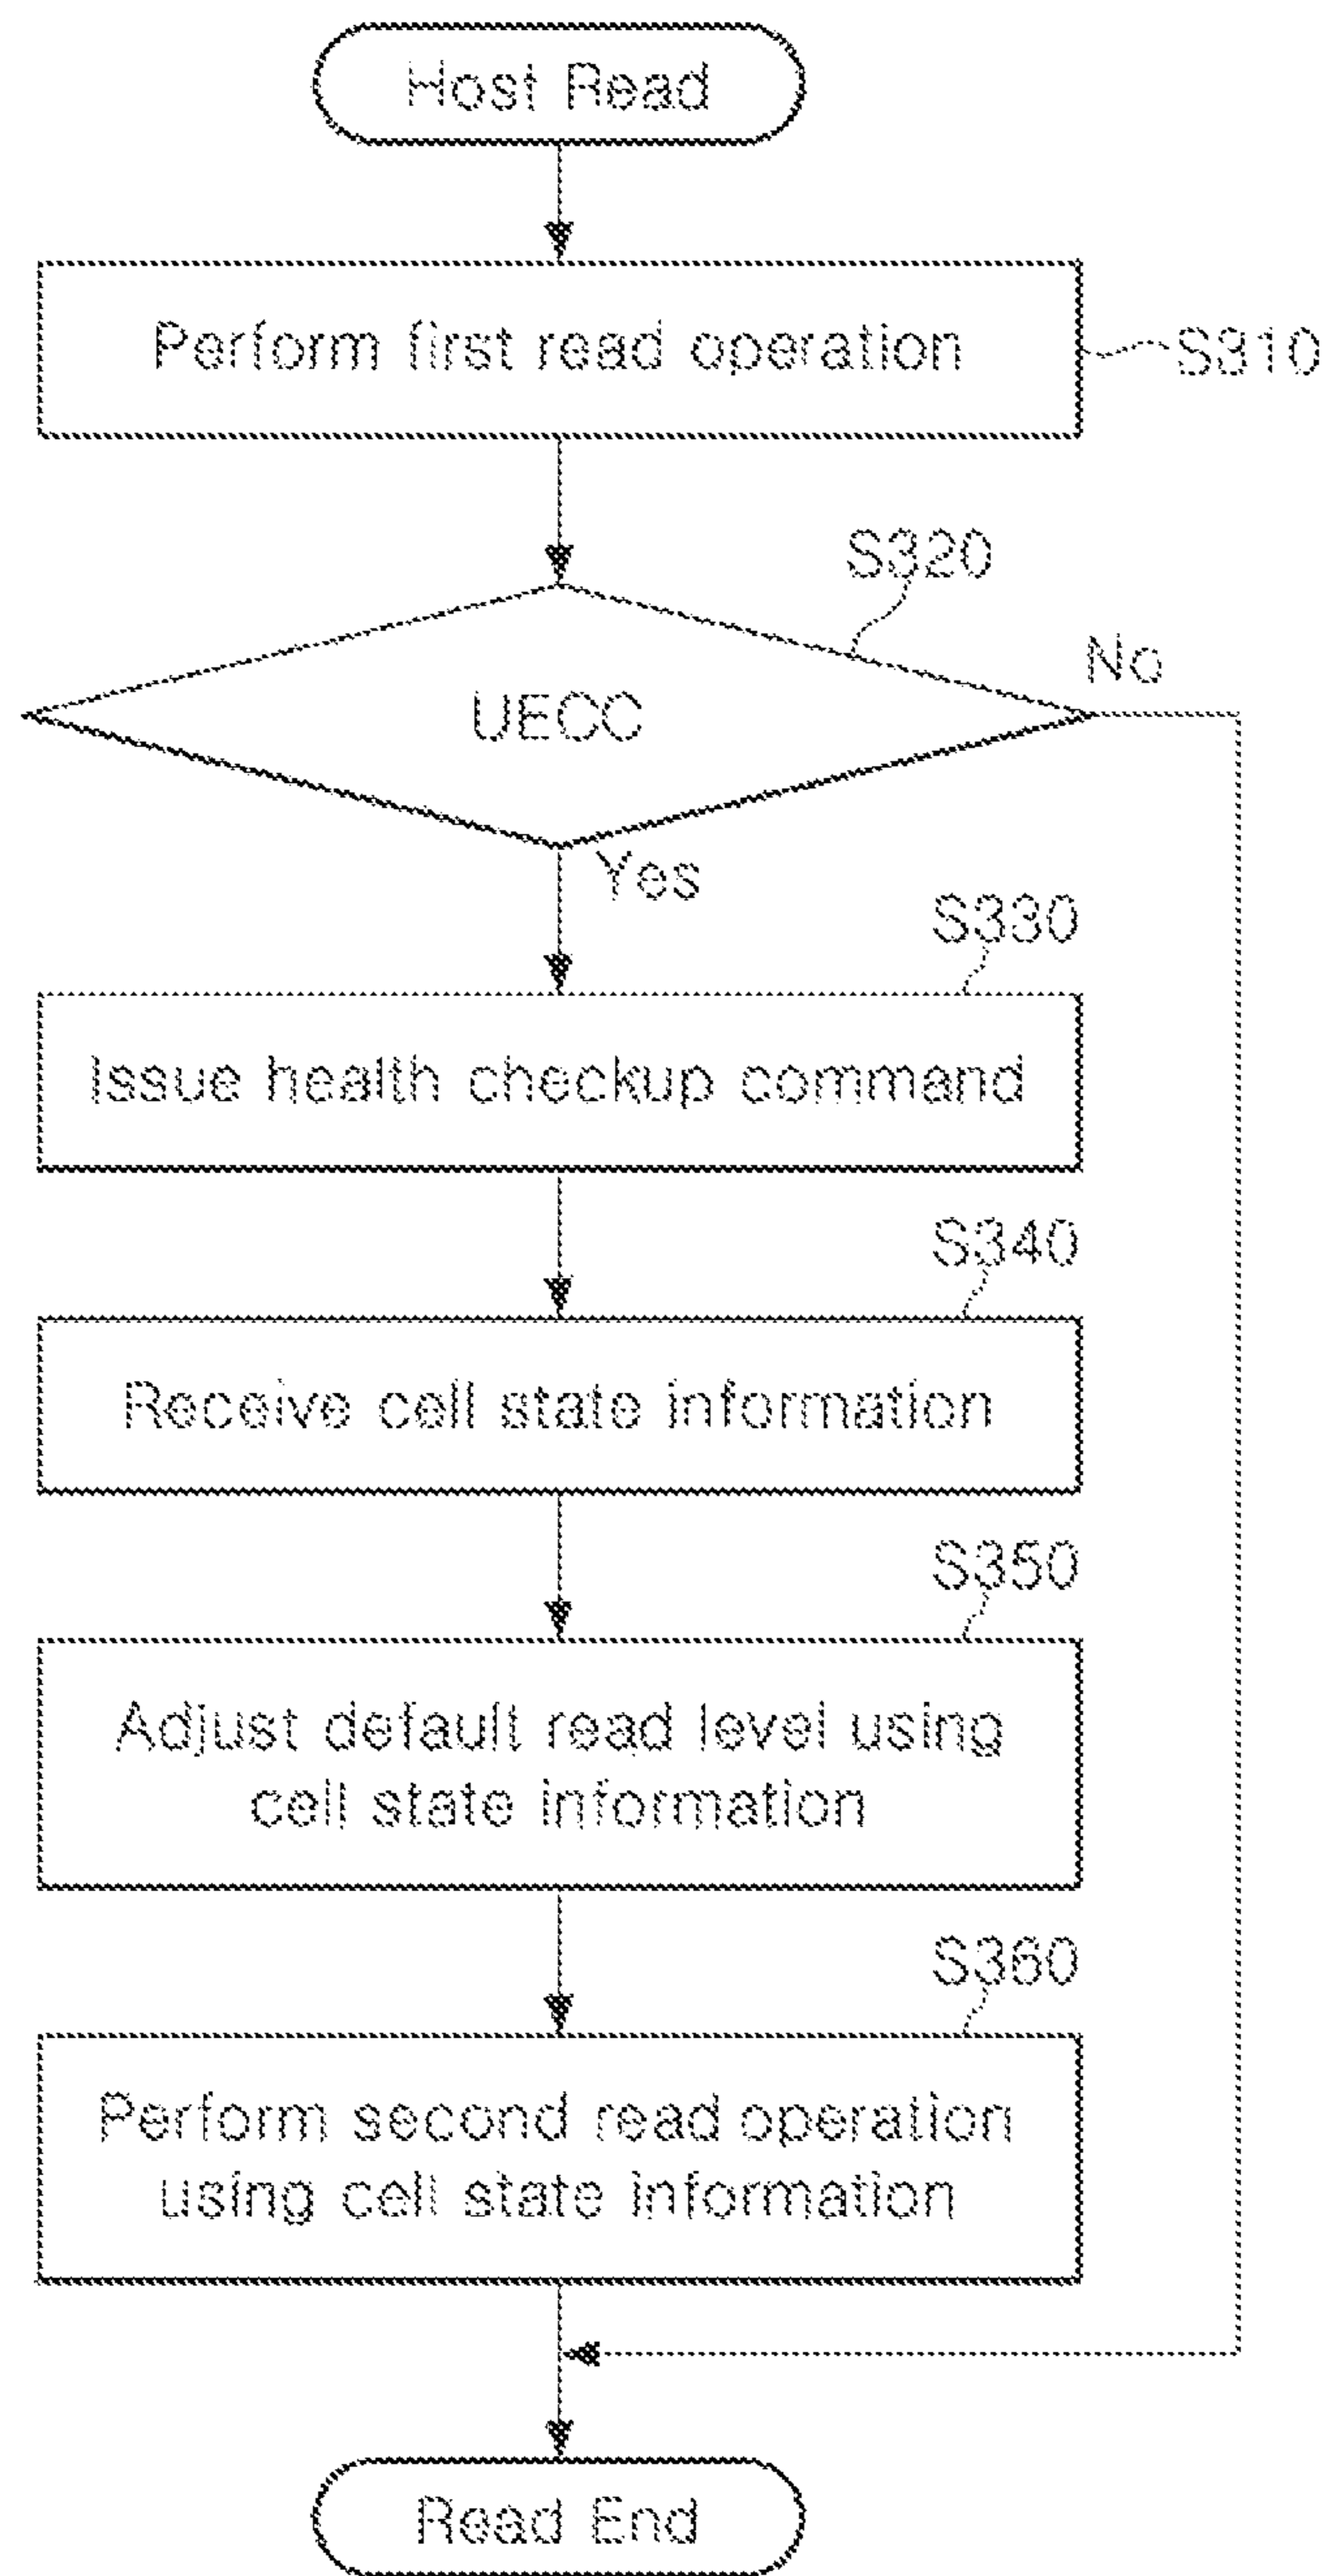 Host Read
Perform first read operation
S310
S320
UECC
No
Yes
S330
Issue health checkup command
S340
Receive cell state information
S350
Adjust default read level using
cell state information
S360
Perform second read operation
using cell state information
Read End